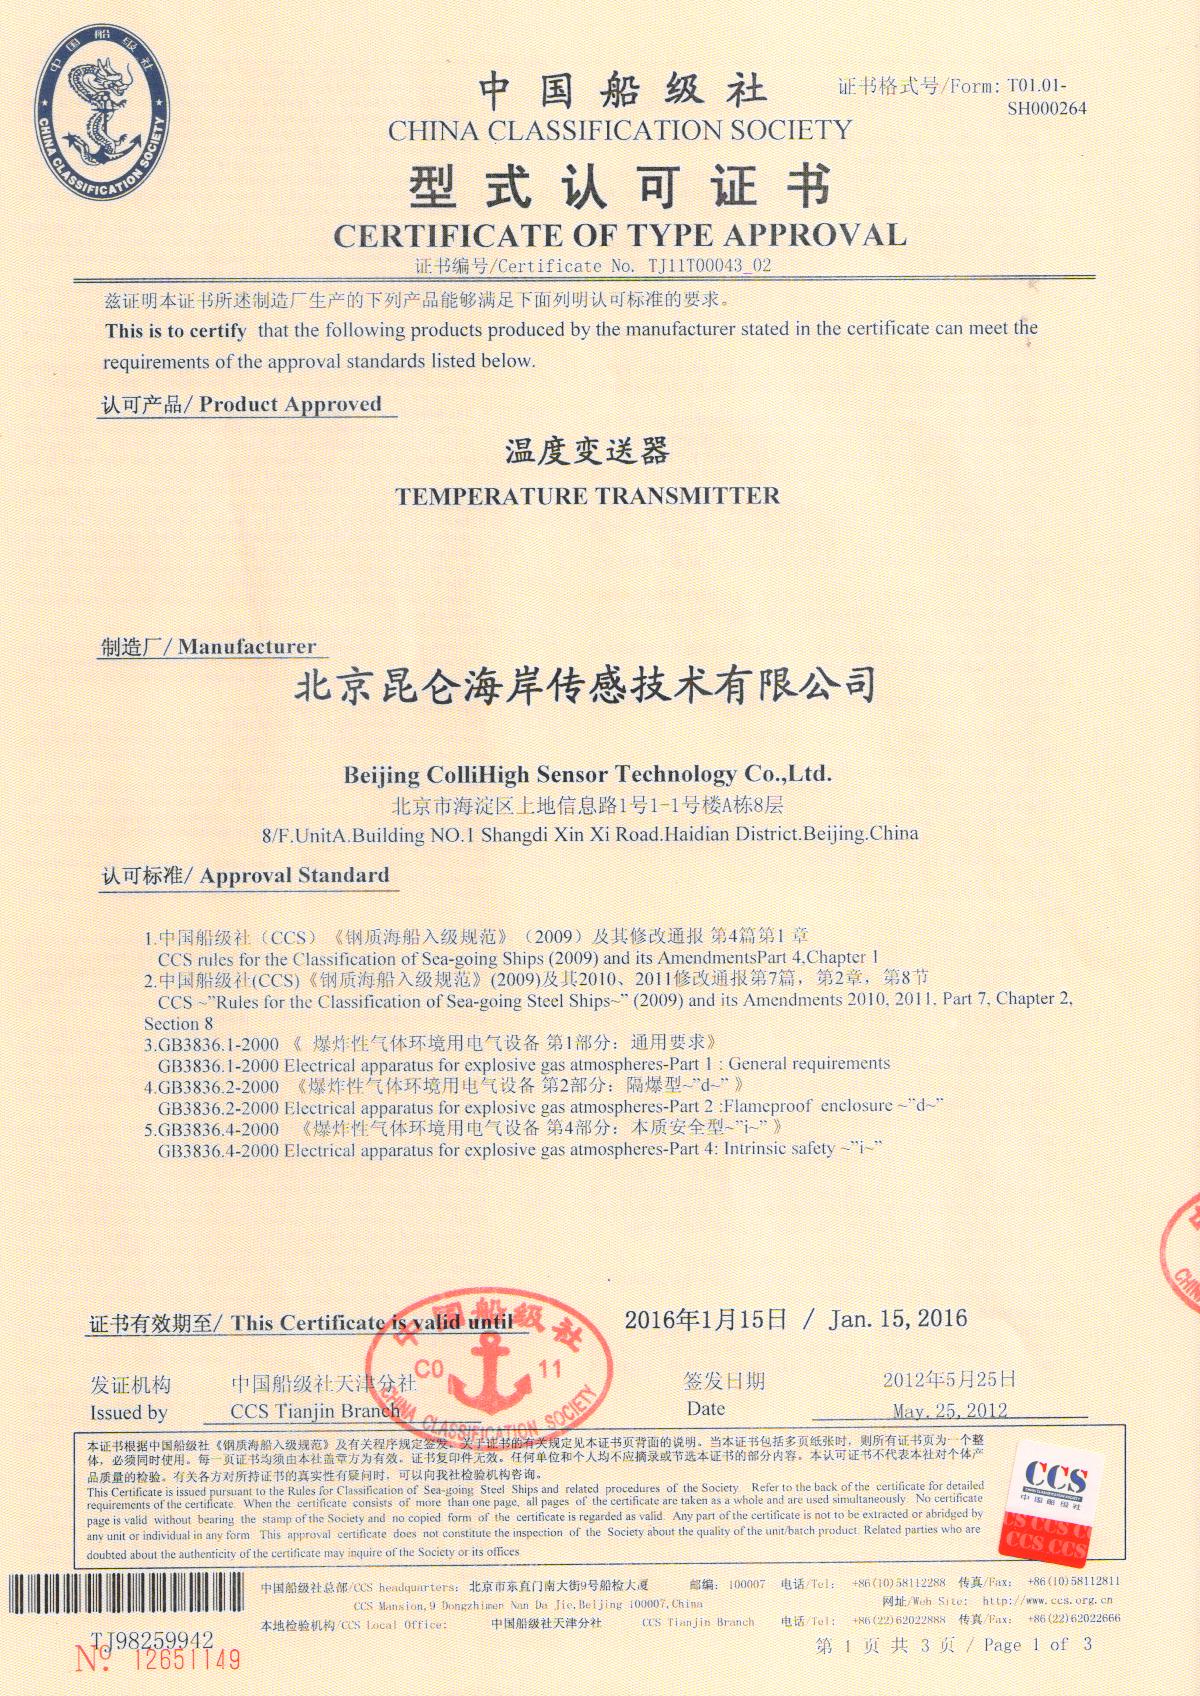 中国船级社
CHINA CLASSIFICATION SOCIETY
中国船级社
证书格式号/Form: T01.01-
SH000264
CHINA CLASSIFICATION SOCIETY
型式认可证书
CERTIFICATE OF TYPE APPROVAL
证书编号/Certificate No. TJ11T00043_02
兹证明本证书所述制造厂生产的下列产品能够满足下面列明认可标准的要求。
This is to certify that the following products produced by the manufacturer stated in the certificate can meet the
requirements of the approval standards listed below.
认可产品/ Product Approved
温度变送器
TEMPERATURE TRANSMITTER
制造厂/ Manufacturer
北京昆仑海岸传感技术有限公司
Beijing ColliHigh Sensor Technology Co.,Ltd.
北京市海淀区上地信息路1号1-1号楼A栋8层
8/F.UnitA.Building NO.1 Shangdi Xin Xi Road.Haidian District.Beijing.China
认可标准/ Approval Standard
1.中国船级社（CCS）《钢质海船入级规范》（2009）及其修改通报 第4篇第1 章
CCS rules for the Classification of Sea-going Ships (2009) and its AmendmentsPart 4,Chapter 1
2.中国船级社(CCS)《钢质海船入级规范》(2009)及其2010、2011修改通报第7篇，第2章，第8节
CCS ~"Rules for the Classification of Sea-going Steel Ships~" (2009) and its Amendments 2010, 2011, Part 7, Chapter 2,
Section 8
3.GB3836.1-2000 《 爆炸性气体环境用电气设备 第1部分：通用要求》
GB3836.1-2000 Electrical apparatus for explosive gas atmospheres-Part 1 : General requirements
4.GB3836.2-2000 《爆炸性气体环境用电气设备 第2部分：隔爆型~"d~" 》
GB3836.2-2000 Electrical apparatus for explosive gas atmospheres-Part 2 :Flameproof enclosure ~"d~"
5.GB3836.4-2000 《爆炸性气体环境用电气设备 第4部分：本质安全型~"i~" 》
GB3836.4-2000 Electrical apparatus for explosive gas atmospheres-Part 4: Intrinsic safety ~"i~"
证书有效期至/ This Certificate is valid until
2016年1月15日 / Jan. 15, 2016
中国船级社
CO 11
CHINA CLASSIFICATION SOCIETY
发证机构 中国船级社天津分社 签发日期 2012年5月25日
Issued by CCS Tianjin Branch Date May. 25, 2012
本证书根据中国船级社《钢质海船入级规范》及有关程序规定签发。关于证书的有关规定见本证书页背面的说明。当本证书包括多页纸张时，则所有证书页为一个整
体，必须同时使用。每一页证书均须由本社盖章方为有效。证书复印件无效。任何单位和个人均不应摘录或节选本证书的部分内容。本认可证书不代表本社对个体产
品质量的检验。有关各方对所持证书的真实性有疑问时，可以向我社检验机构咨询。
This Certificate is issued pursuant to the Rules for Classification of Sea-going Steel Ships and related procedures of the Society. Refer to the back of the certificate for detailed
requirements of the certificate. When the certificate consists of more than one page, all pages of the certificate are taken as a whole and are used simultaneously. No certificate
page is valid without bearing the stamp of the Society and no copied form of the certificate is regarded as valid. Any part of the certificate is not to be extracted or abridged by
any unit or individual in any form. This approval certificate does not constitute the inspection of the Society about the quality of the unit/batch product. Related parties who are
doubted about the authenticity of the certificate may inquire of the Society or its offices
CCS
中国船级社
CCS CCS
中国船级社总部/CCS headquarters: 北京市东直门南大街9号船检大厦 邮编: 100007 电话/Tel: +86(10)58112288 传真/Fax: +86(10)58112811
CCS Mansion,9 Dongzhimen Nan Da Jie,Beijing 100007,China 网址/Web Site: http://www.ccs.org.cn
本地检验机构/CCS Local Office: 中国船级社天津分社 CCS Tianjin Branch 电话/Tel: +86(22)62022888 传真/Fax: +86(22)62022666
TJ98259942
第 1 页 共 3 页 / Page 1 of 3
Nº. 12651149